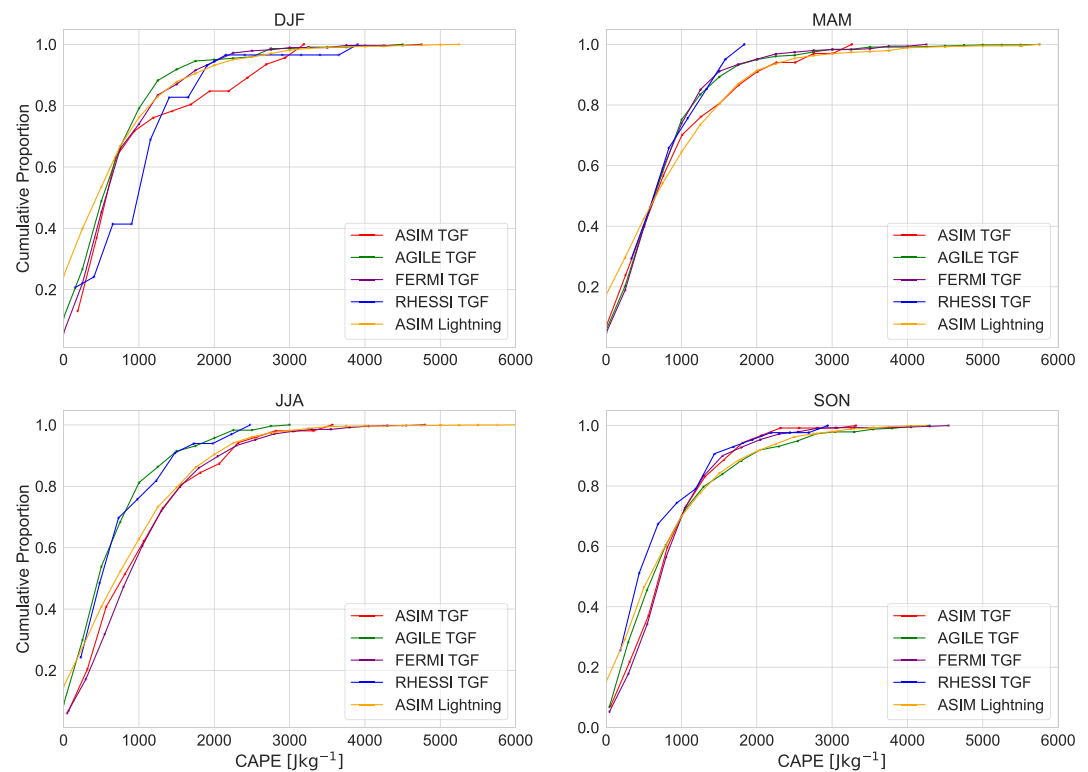 DJF
1.0
0.8
0.6
0.4
0.2
Cumulative Proportion
ASIM TGF
AGILE TGF
FERMI TGF
RHESSI TGF
ASIM Lightning
0 1000 2000 3000 4000 5000 6000
MAM
1.0
0.8
0.6
0.4
0.2
ASIM TGF
AGILE TGF
FERMI TGF
RHESSI TGF
ASIM Lightning
0 1000 2000 3000 4000 5000 6000
JJA
1.0
0.8
0.6
0.4
0.2
Cumulative Proportion
ASIM TGF
AGILE TGF
FERMI TGF
RHESSI TGF
ASIM Lightning
0 1000 2000 3000 4000 5000 6000
CAPE [Jkg⁻¹]
SON
1.0
0.8
0.6
0.4
0.2
0.0
ASIM TGF
AGILE TGF
FERMI TGF
RHESSI TGF
ASIM Lightning
0 1000 2000 3000 4000 5000 6000
CAPE [Jkg⁻¹]